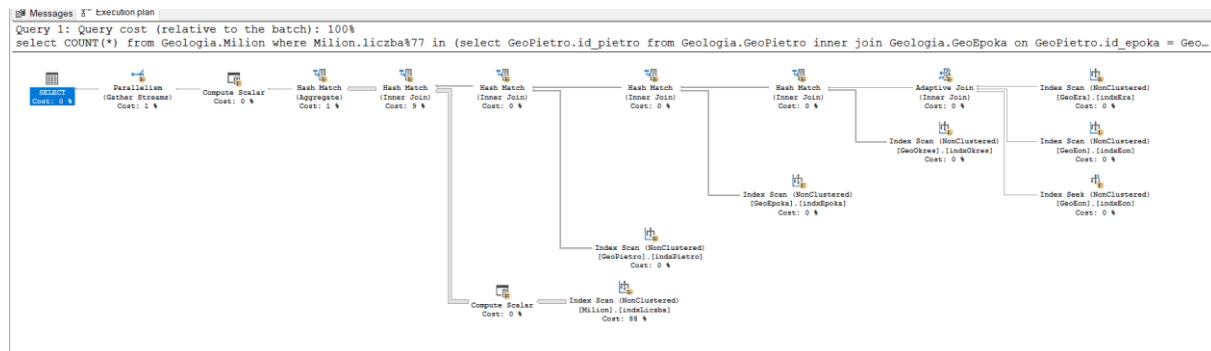 Messages Execution plan
Query 1: Query cost (relative to the batch): 100%
select COUNT(*) from Geologia.Milion where Milion.liczba%77 in (select GeoPietro.id_pietro from Geologia.GeoPietro inner join Geologia.GeoEpoka on GeoPietro.id_epoka = Geo…
SELECT
Cost: 0 %
Parallelism
(Gather Streams)
Cost: 1 %
Compute Scalar
Cost: 0 %
Hash Match
(Aggregate)
Cost: 1 %
Hash Match
(Inner Join)
Cost: 9 %
Hash Match
(Inner Join)
Cost: 0 %
Hash Match
(Inner Join)
Cost: 0 %
Hash Match
(Inner Join)
Cost: 0 %
Adaptive Join
(Inner Join)
Cost: 0 %
Index Scan (NonClustered)
[GeoEra].[indxEra]
Cost: 0 %
Index Scan (NonClustered)
[GeoOkres].[indxOkres]
Cost: 0 %
Index Scan (NonClustered)
[GeoEon].[indxEon]
Cost: 0 %
Index Scan (NonClustered)
[GeoEpoka].[indxEpoka]
Cost: 0 %
Index Seek (NonClustered)
[GeoEon].[indxEon]
Cost: 0 %
Index Scan (NonClustered)
[GeoPietro].[indxPietro]
Cost: 0 %
Compute Scalar
Cost: 0 %
Index Scan (NonClustered)
[Milion].[indxLiczba]
Cost: 88 %